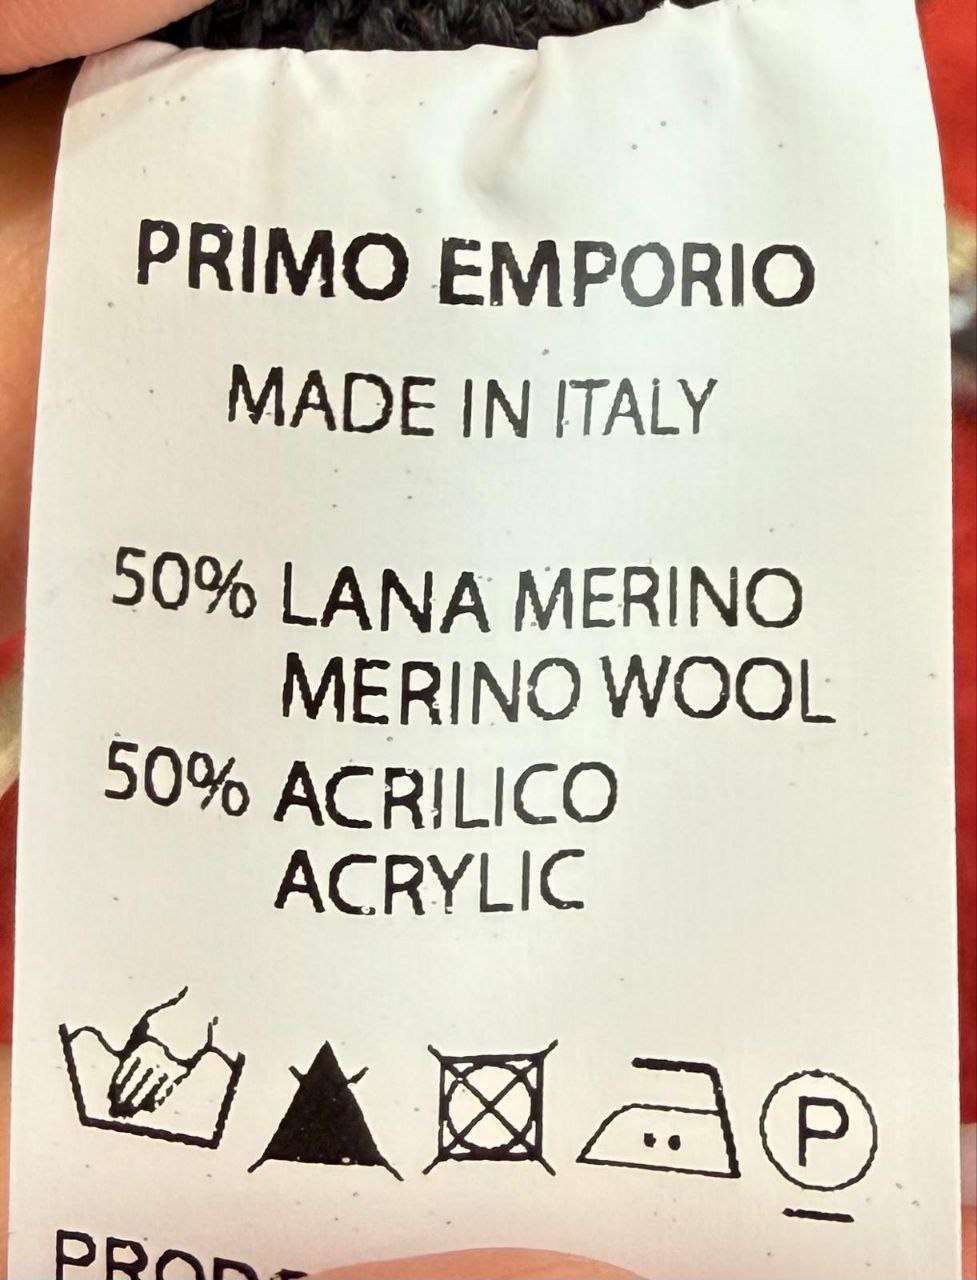 PRIMO EMPORIO
MADE IN ITALY
50% LANA MERINO
MERINO WOOL
50% ACRILICO
ACRYLIC
P